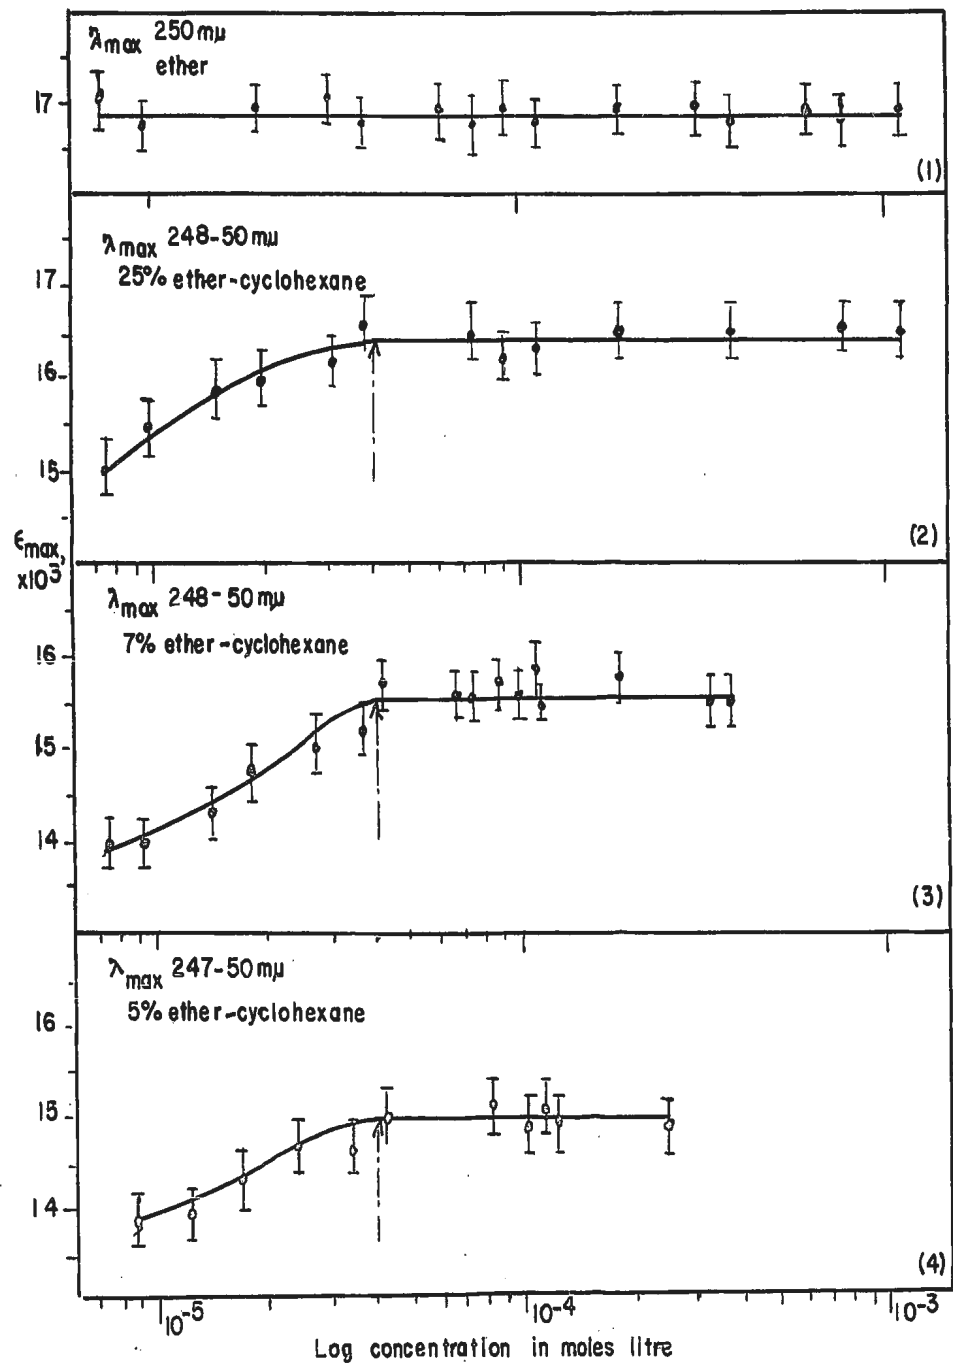 λmax 250 mμ
ether
17
(1)
λmax 248-50 mμ
25% ether-cyclohexane
17
16
15
(2)
εmax,
x10³
λmax 248-50 mμ
7% ether-cyclohexane
16
15
14
(3)
λmax 247-50 mμ
5% ether-cyclohexane
16
15
14
(4)
10-5
10-4
10-3
Log concentration in moles litre